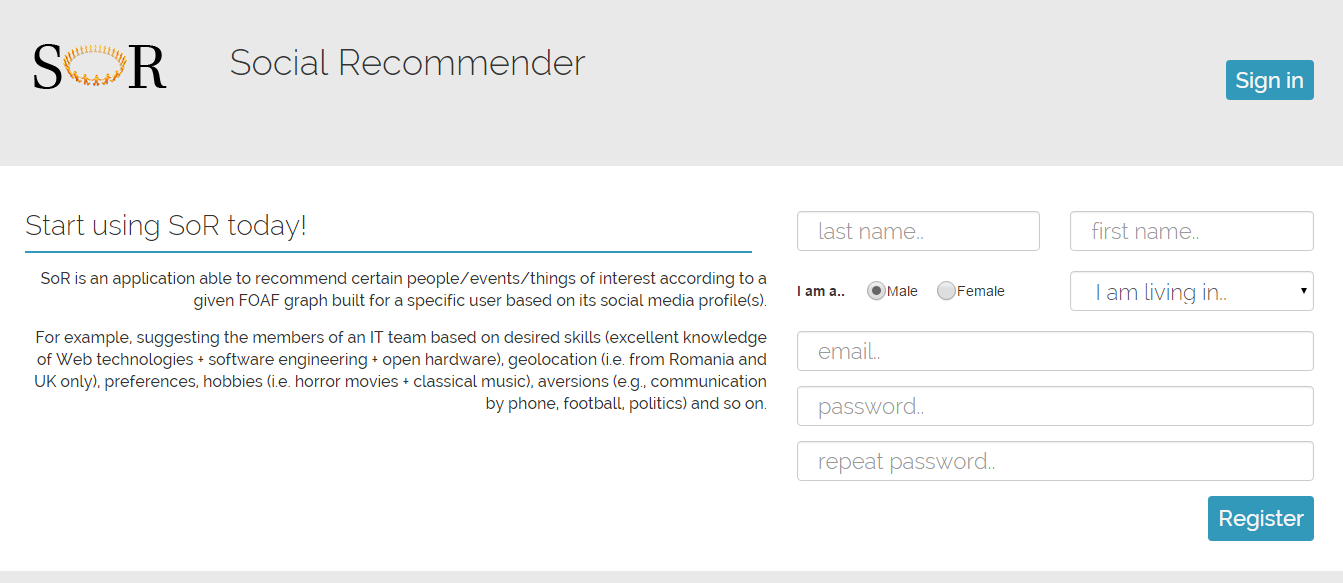 SoR
Social Recommender
Sign in
Start using SoR today!
SoR is an application able to recommend certain people/events/things of interest according to a
given FOAF graph built for a specific user based on its social media profile(s).
For example, suggesting the members of an IT team based on desired skills (excellent knowledge
of Web technologies + software engineering + open hardware), geolocation (i.e. from Romania and
UK only), preferences, hobbies (i.e. horror movies + classical music), aversions (e.g., communication
by phone, football, politics) and so on.
last name..
first name..
I am a..
Male
Female
I am living in..
email..
password..
repeat password..
Register